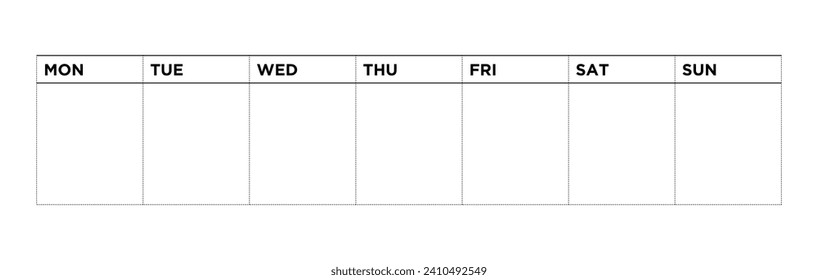 MON TUE WED THU FRI SAT SUN
shutterstock.com · 2410492549